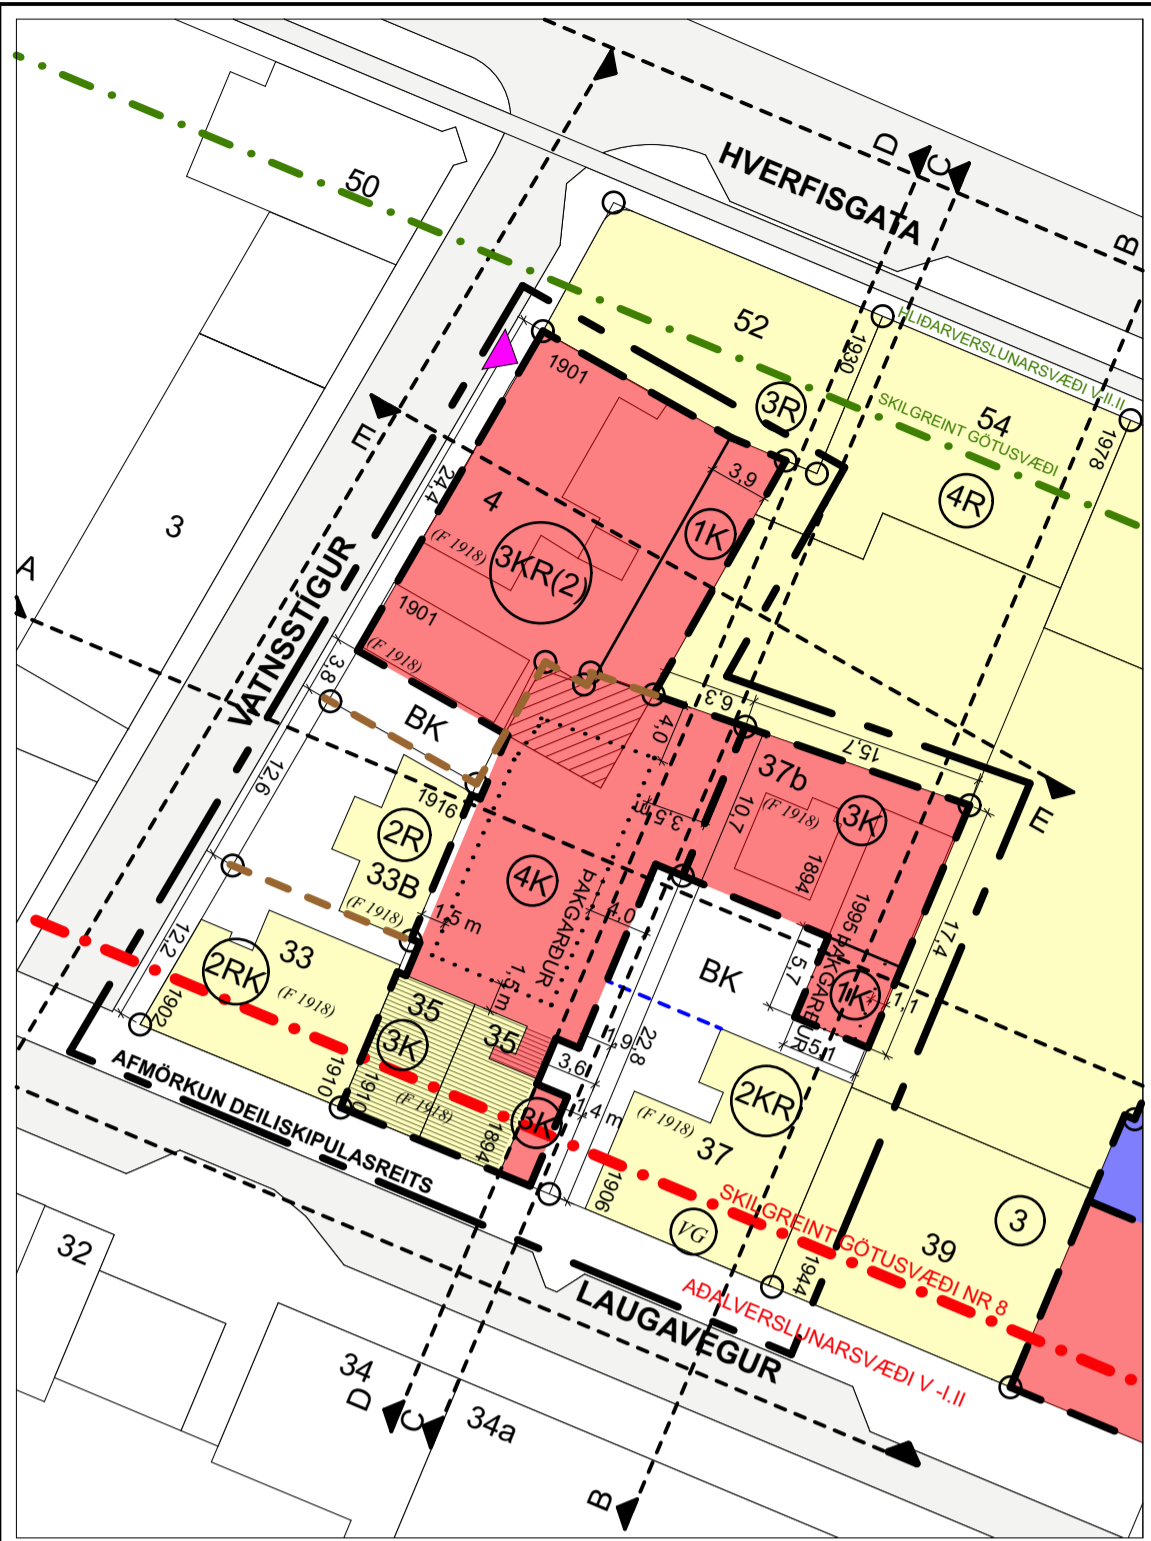 50
HVERFISGATA
D
C
B
52
HLIÐARVERSLUNARSVÆÐI V-II.II
1930
1901
3R
SKILGREINT GÖTUSVÆÐI
54
1978
E
24,4
3,9
4R
4
1K
3
(F 1918)
3KR(2)
A
1901
VATNSSTÍGUR
(F 1918)
3,8
BK
6,3
4,0
15,7
37b
12,6
1916
(F 1918)
3K
3,5 m
10,7
E
2R
33B
4K
1894
(F 1918)
ÞAKGARÐUR
1995
1,5 m
4,0
17,4
12,2
33
2RK
BK
5,7
ÞAKGARÐUR
1K
1,1
(F 1918)
1,5 m
35
35
1902
3K
1,9
22,8
5,1
3,6
AFMÖRKUN DEILISKIPULASREITS
1910
1910
(F 1918)
2KR
1,4 m
(F 1918)
3K
37
1894
1906
SKILGREINT GÖTUSVÆÐI NR 8
3
VG
39
32
1944
AÐALVERSLUNARSVÆÐI V -I.II
LAUGAVEGUR
34
D
C
34a
B